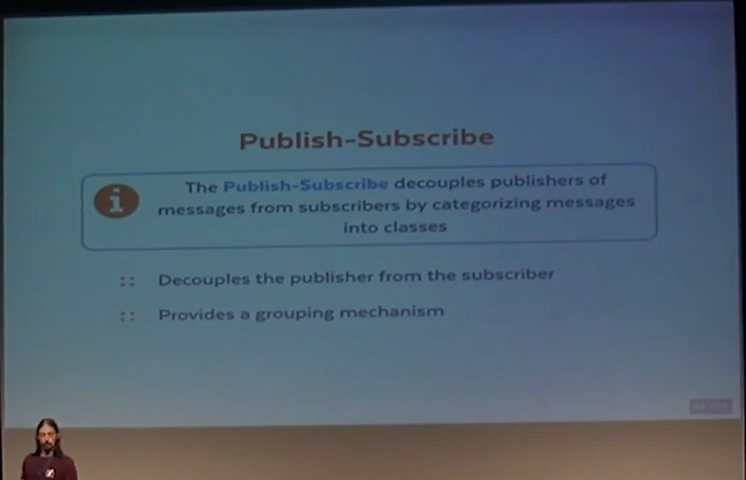 Publish-Subscribe
The Publish-Subscribe decouples publishers of
messages from subscribers by categorizing messages
into classes
:: Decouples the publisher from the subscriber
:: Provides a grouping mechanism